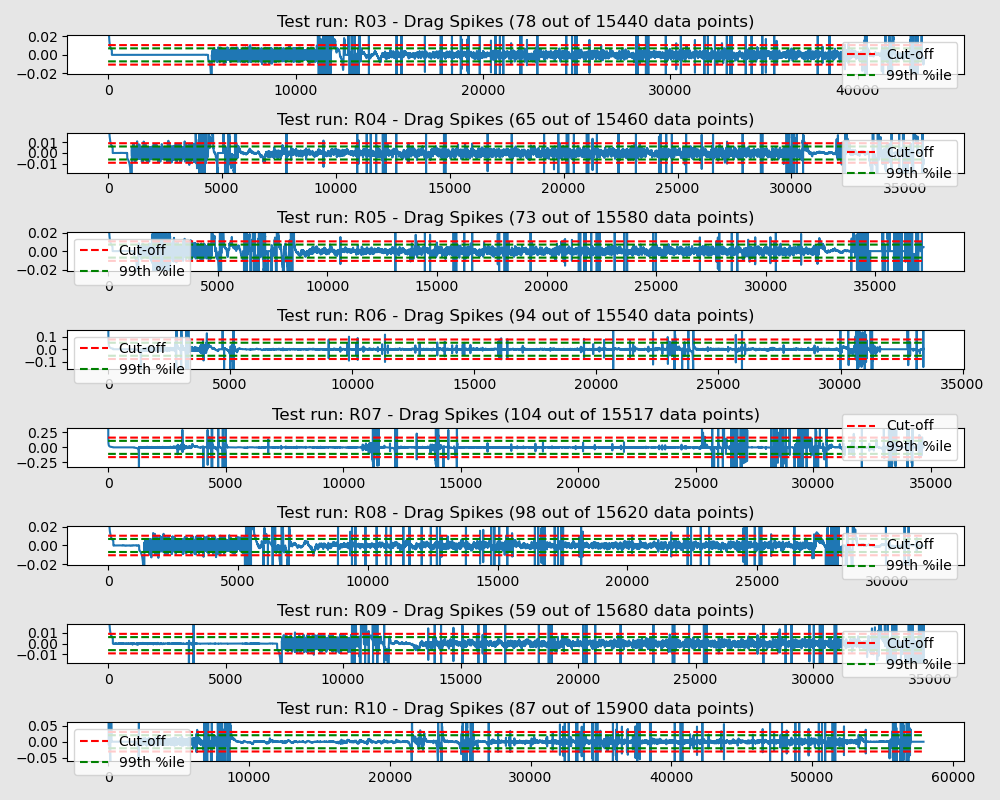 Test run: R03 - Drag Spikes (78 out of 15440 data points)
0.02
0.00
−0.02
Cut-off
99th %ile
0 10000 20000 30000 40000
Test run: R04 - Drag Spikes (65 out of 15460 data points)
0.01
0.00
−0.01
Cut-off
99th %ile
0 5000 10000 15000 20000 25000 30000 35000
Test run: R05 - Drag Spikes (73 out of 15580 data points)
0.02
0.00
−0.02
Cut-off
99th %ile
0 5000 10000 15000 20000 25000 30000 35000
Test run: R06 - Drag Spikes (94 out of 15540 data points)
0.1
0.0
−0.1
Cut-off
99th %ile
0 5000 10000 15000 20000 25000 30000 35000
Test run: R07 - Drag Spikes (104 out of 15517 data points)
0.25
0.00
−0.25
Cut-off
99th %ile
0 5000 10000 15000 20000 25000 30000 35000
Test run: R08 - Drag Spikes (98 out of 15620 data points)
0.02
0.00
−0.02
Cut-off
99th %ile
0 5000 10000 15000 20000 25000 30000
Test run: R09 - Drag Spikes (59 out of 15680 data points)
0.01
0.00
−0.01
Cut-off
99th %ile
0 5000 10000 15000 20000 25000 30000 35000
Test run: R10 - Drag Spikes (87 out of 15900 data points)
0.05
0.00
−0.05
Cut-off
99th %ile
0 10000 20000 30000 40000 50000 60000